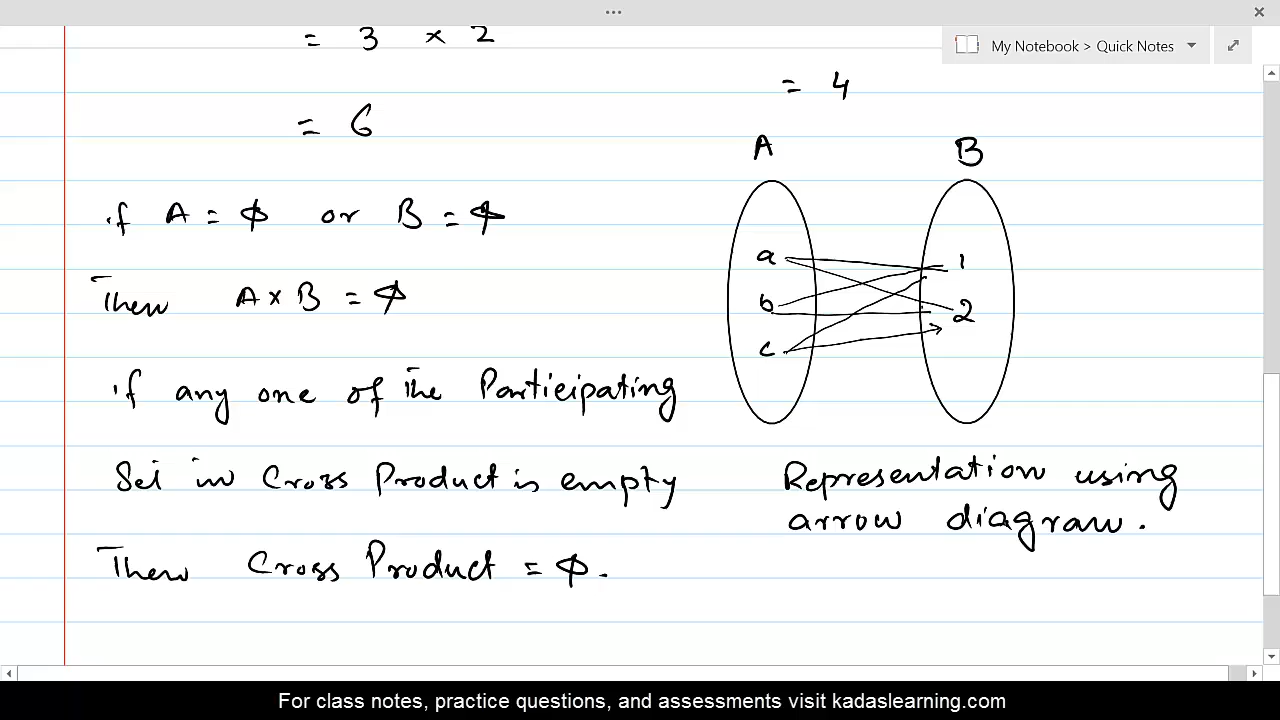 ...
My Notebook > Quick Notes
= 3 × 2
= 6
if A = ϕ or B = ϕ
Then A × B = ϕ
if any one of the Participating
Set in Cross Product is empty
Then Cross Product = ϕ.
= 4
A B
a 1
b 2
c
Representation using
arrow diagram.
For class notes, practice questions, and assessments visit kadaslearning.com